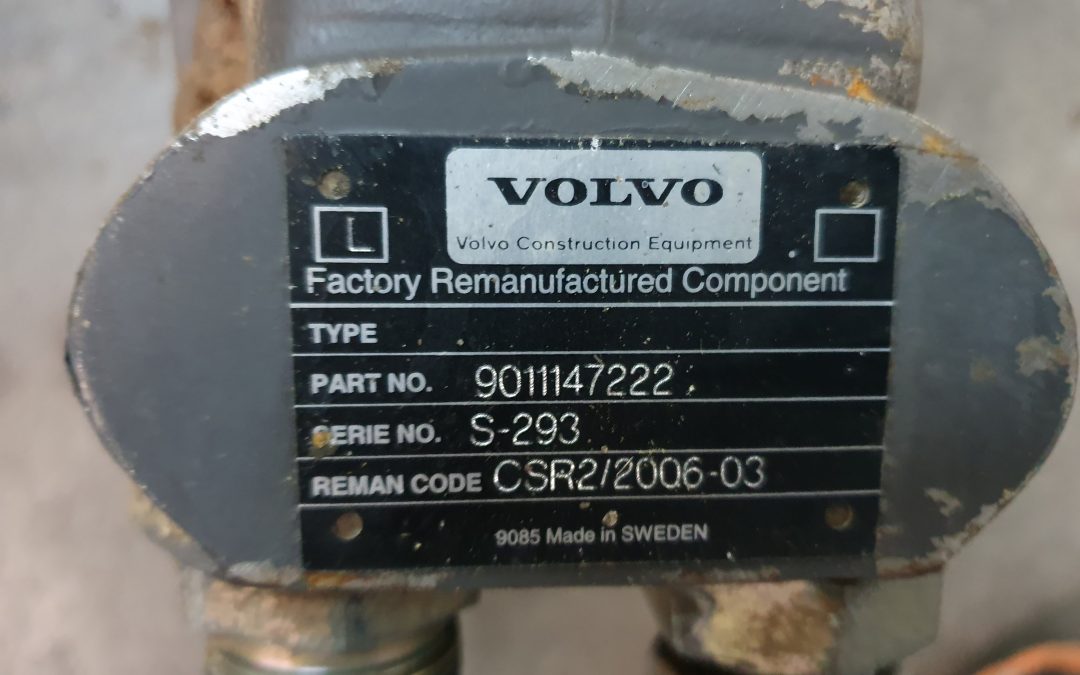 VOLVO
Volvo Construction Equipment
L
Factory Remanufactured Component
TYPE
PART NO. 9011147222
SERIE NO. S-293
REMAN CODE CSR2/2006-03
9085 Made in SWEDEN